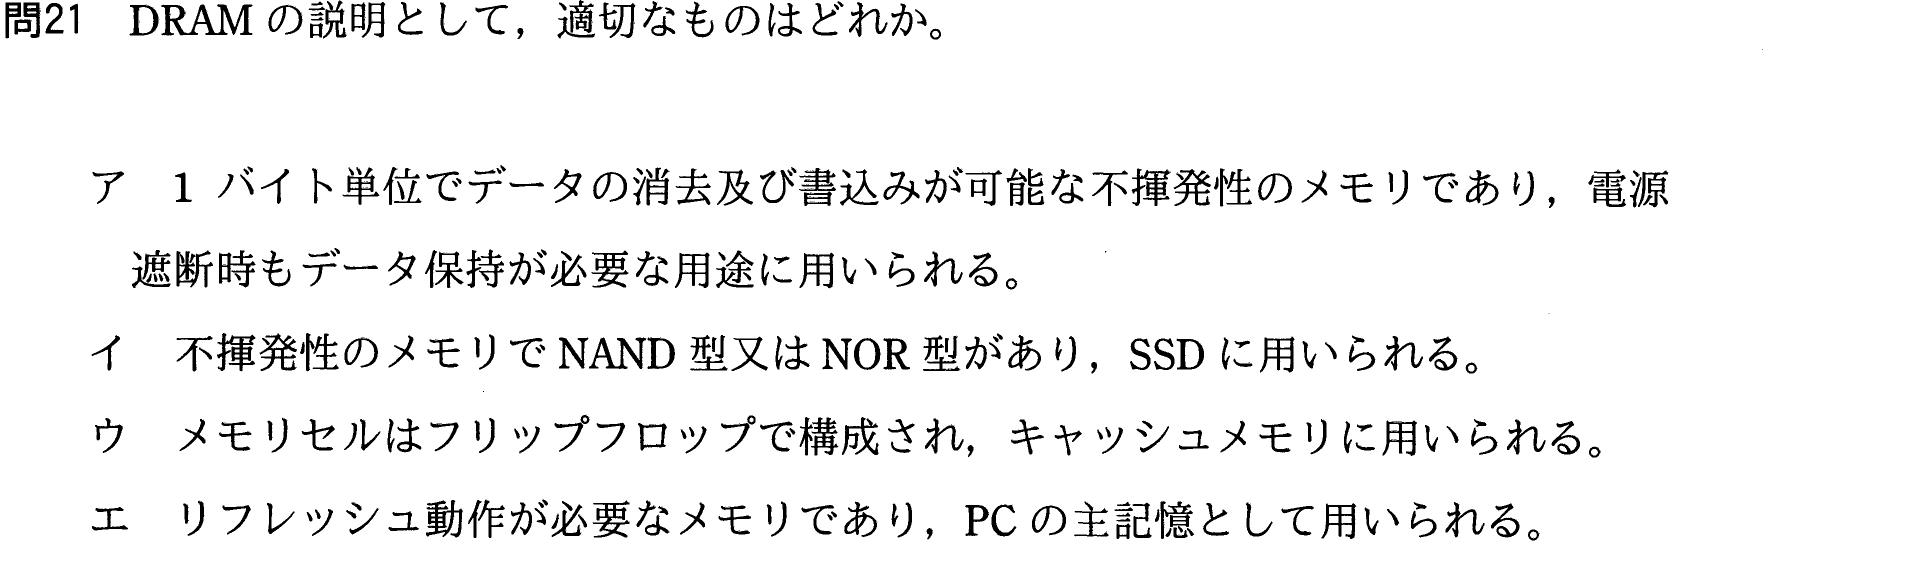 問21 DRAM の説明として，適切なものはどれか。
ア 1 バイト単位でデータの消去及び書込みが可能な不揮発性のメモリであり，電源
遮断時もデータ保持が必要な用途に用いられる。
イ 不揮発性のメモリで NAND 型又は NOR 型があり，SSD に用いられる。
ウ メモリセルはフリップフロップで構成され，キャッシュメモリに用いられる。
エ リフレッシュ動作が必要なメモリであり，PC の主記憶として用いられる。